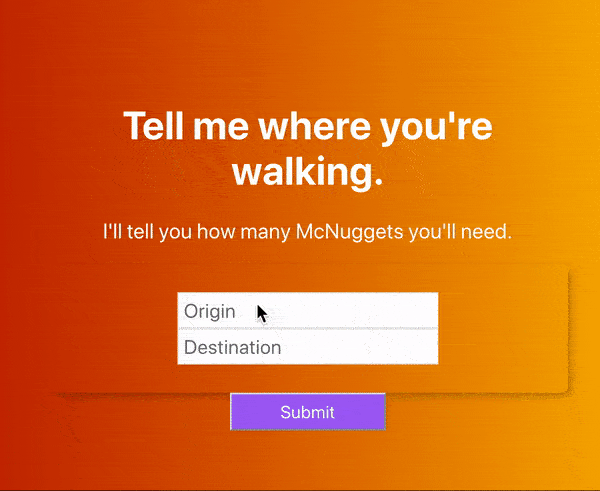 Tell me where you're
walking.
I'll tell you how many McNuggets you'll need.
Origin
Destination
Submit